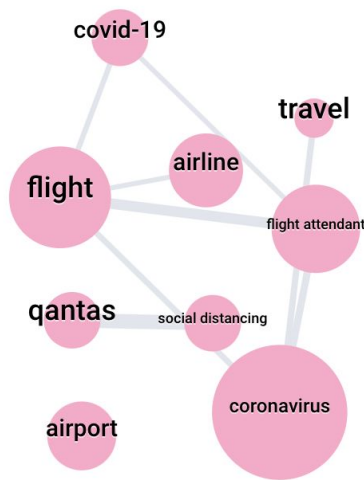 covid-19
travel
airline
flight
flight attendant
qantas
social distancing
coronavirus
airport